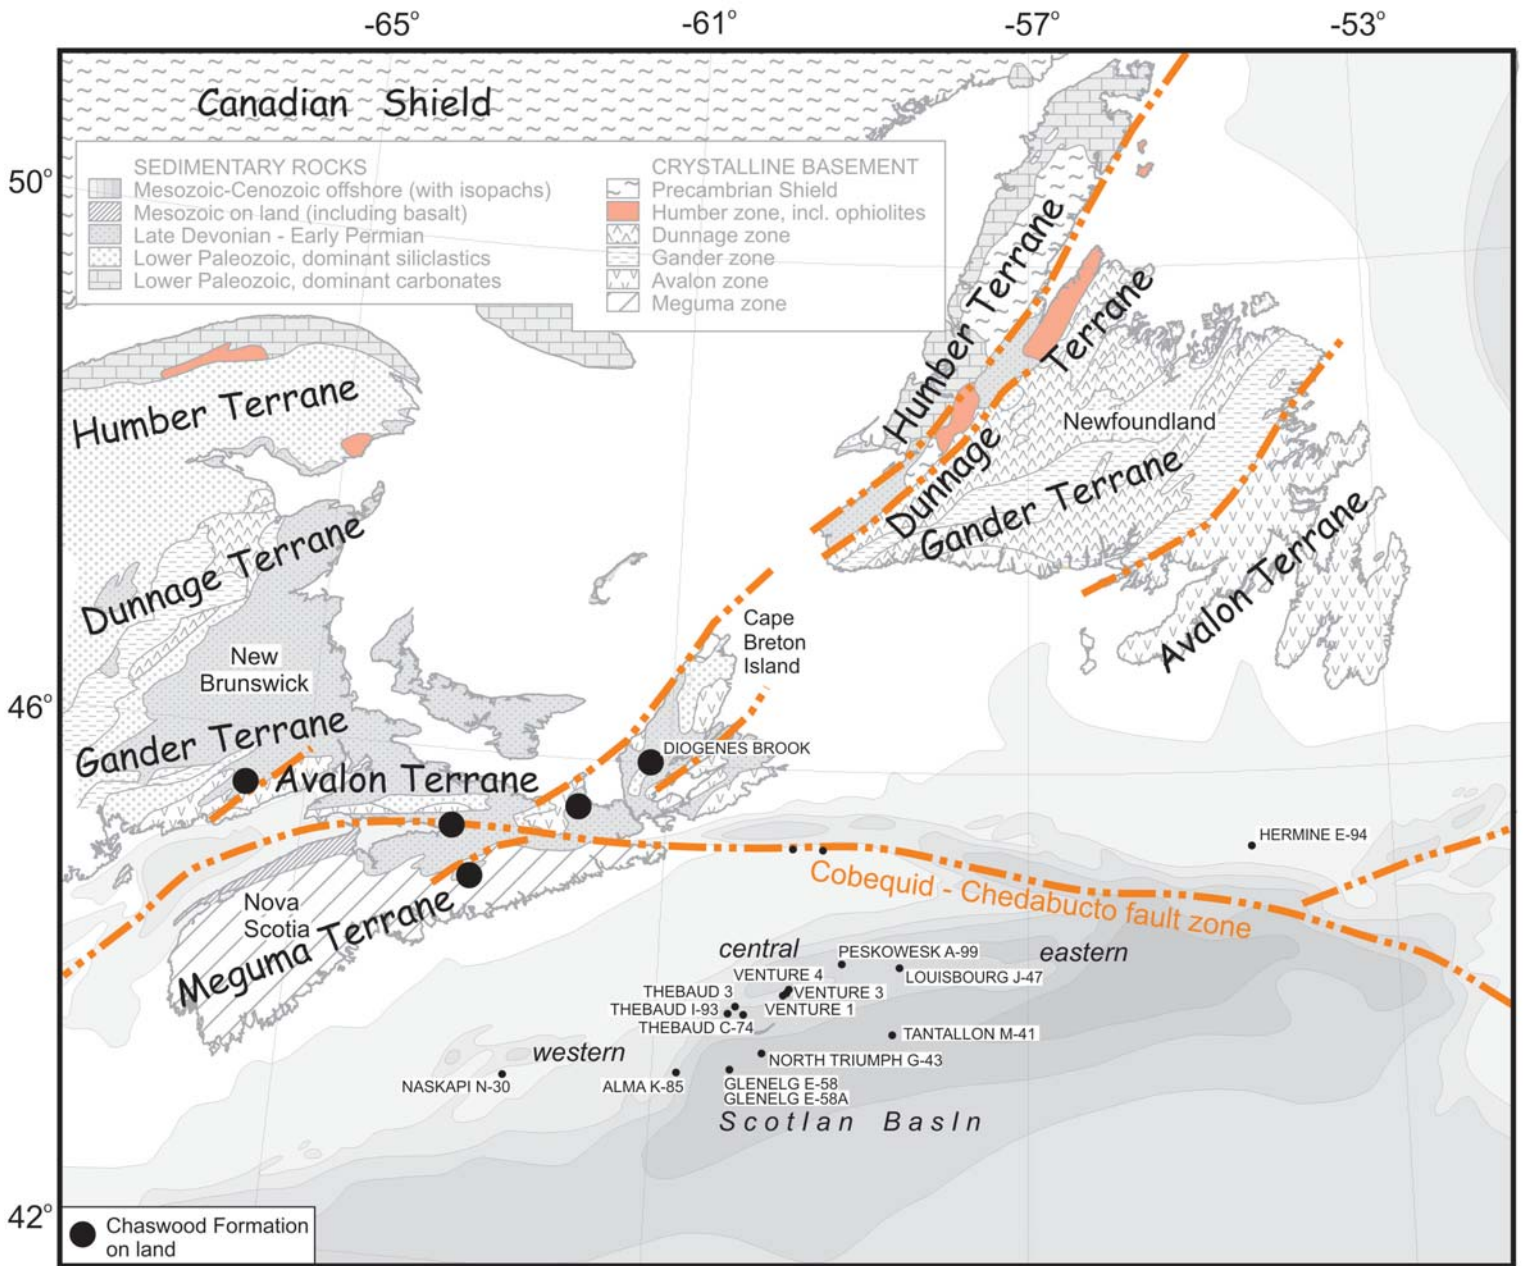 -65°
-61°
-57°
-53°
50°
46°
42°
Canadian Shield
SEDIMENTARY ROCKS
Mesozoic-Cenozoic offshore (with isopachs)
Mesozoic on land (including basalt)
Late Devonian - Early Permian
Lower Paleozoic, dominant siliclastics
Lower Paleozoic, dominant carbonates
CRYSTALLINE BASEMENT
Precambrian Shield
Humber zone, incl. ophiolites
Dunnage zone
Gander zone
Avalon zone
Meguma zone
Humber Terrane
Humber Terrane
Dunnage Terrane
Newfoundland
Gander Terrane
Avalon Terrane
Dunnage Terrane
New
Brunswick
Cape
Breton
Island
Gander Terrane
DIOGENES BROOK
Avalon Terrane
HERMINE E-94
Cobequid - Chedabucto fault zone
Nova
Scotia
Meguma Terrane
central
eastern
PESKOWESK A-99
VENTURE 4
LOUISBOURG J-47
THEBAUD 3
VENTURE 3
THEBAUD I-93
VENTURE 1
THEBAUD C-74
TANTALLON M-41
western
NORTH TRIUMPH G-43
NASKAPI N-30
ALMA K-85
GLENELG E-58
GLENELG E-58A
ScotIan BasIn
Chaswood Formation
on land